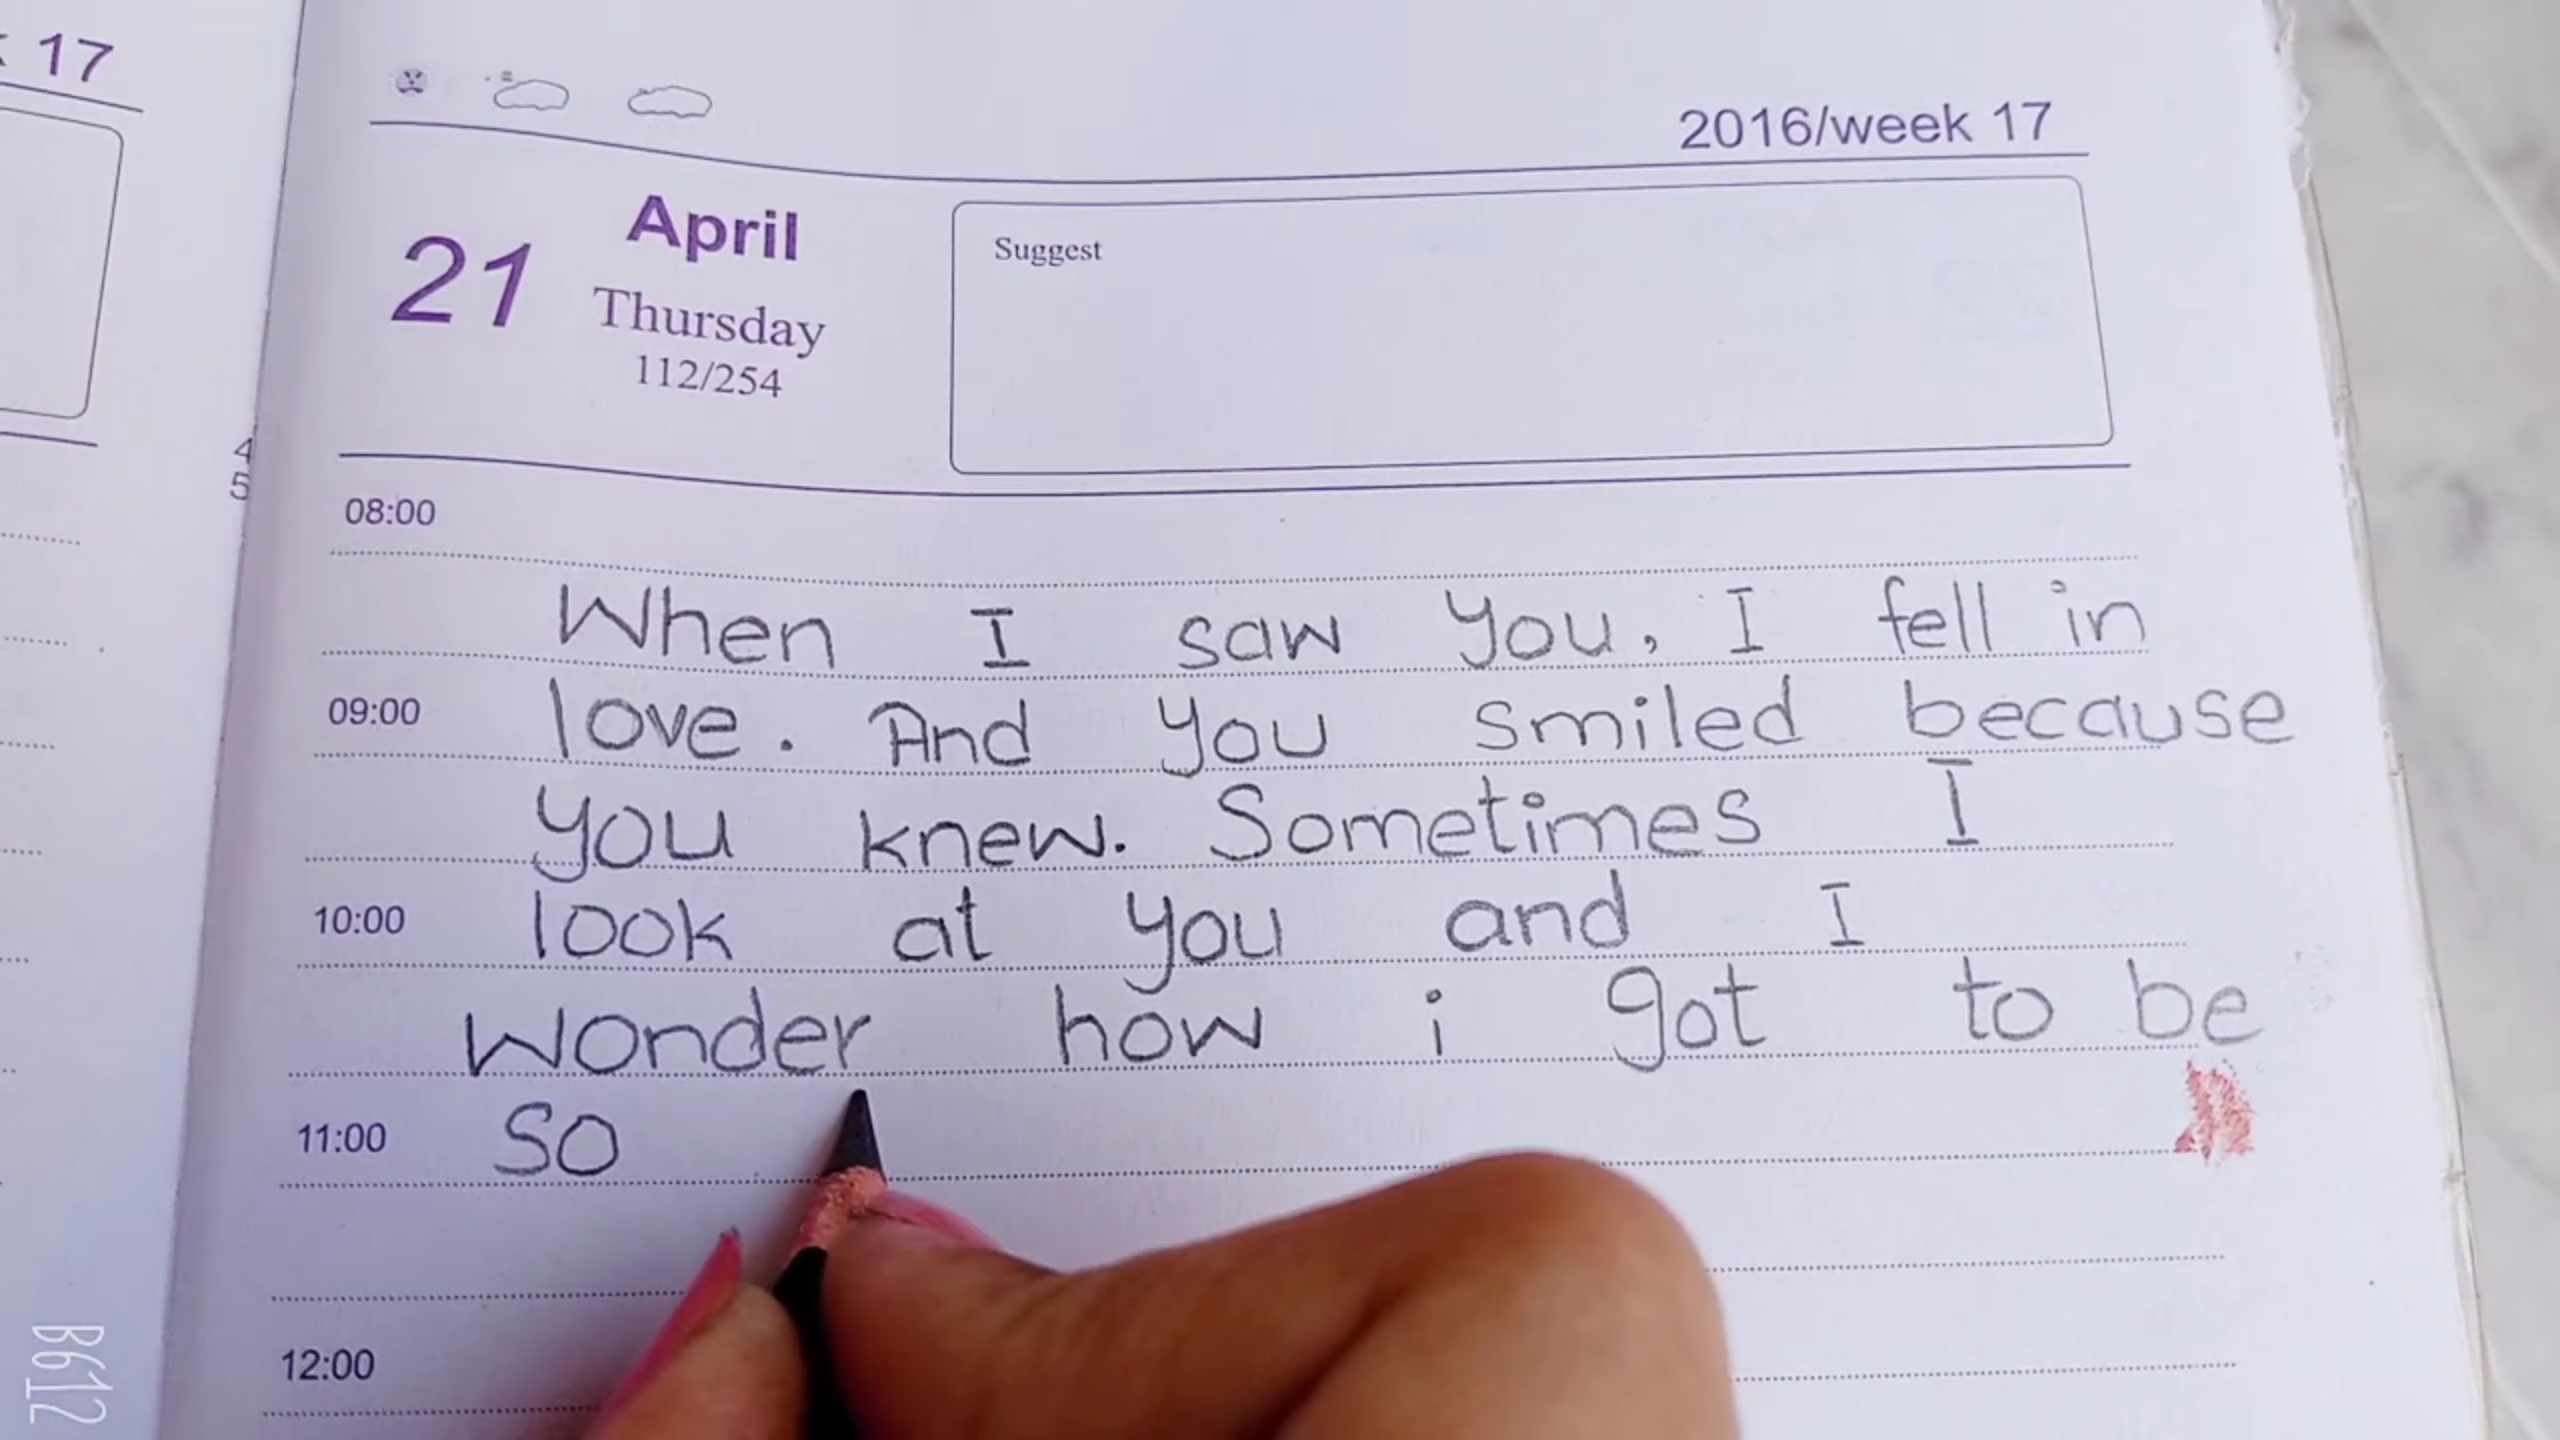 17
2016/week 17
21 April
Thursday
112/254
Suggest
4
5
08:00
When I saw you, I fell in
09:00 love. And you smiled because
you knew. Sometimes I
10:00 look at you and I
wonder how i got to be
11:00 so
12:00
B612